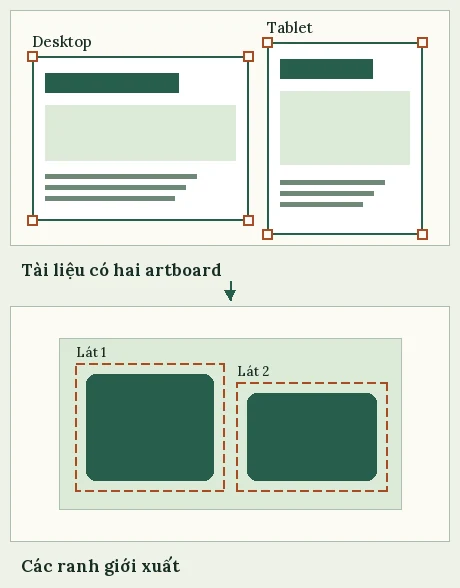 Desktop
Tablet
Tài liệu có hai artboard
Lát 1
Lát 2
Các ranh giới xuất